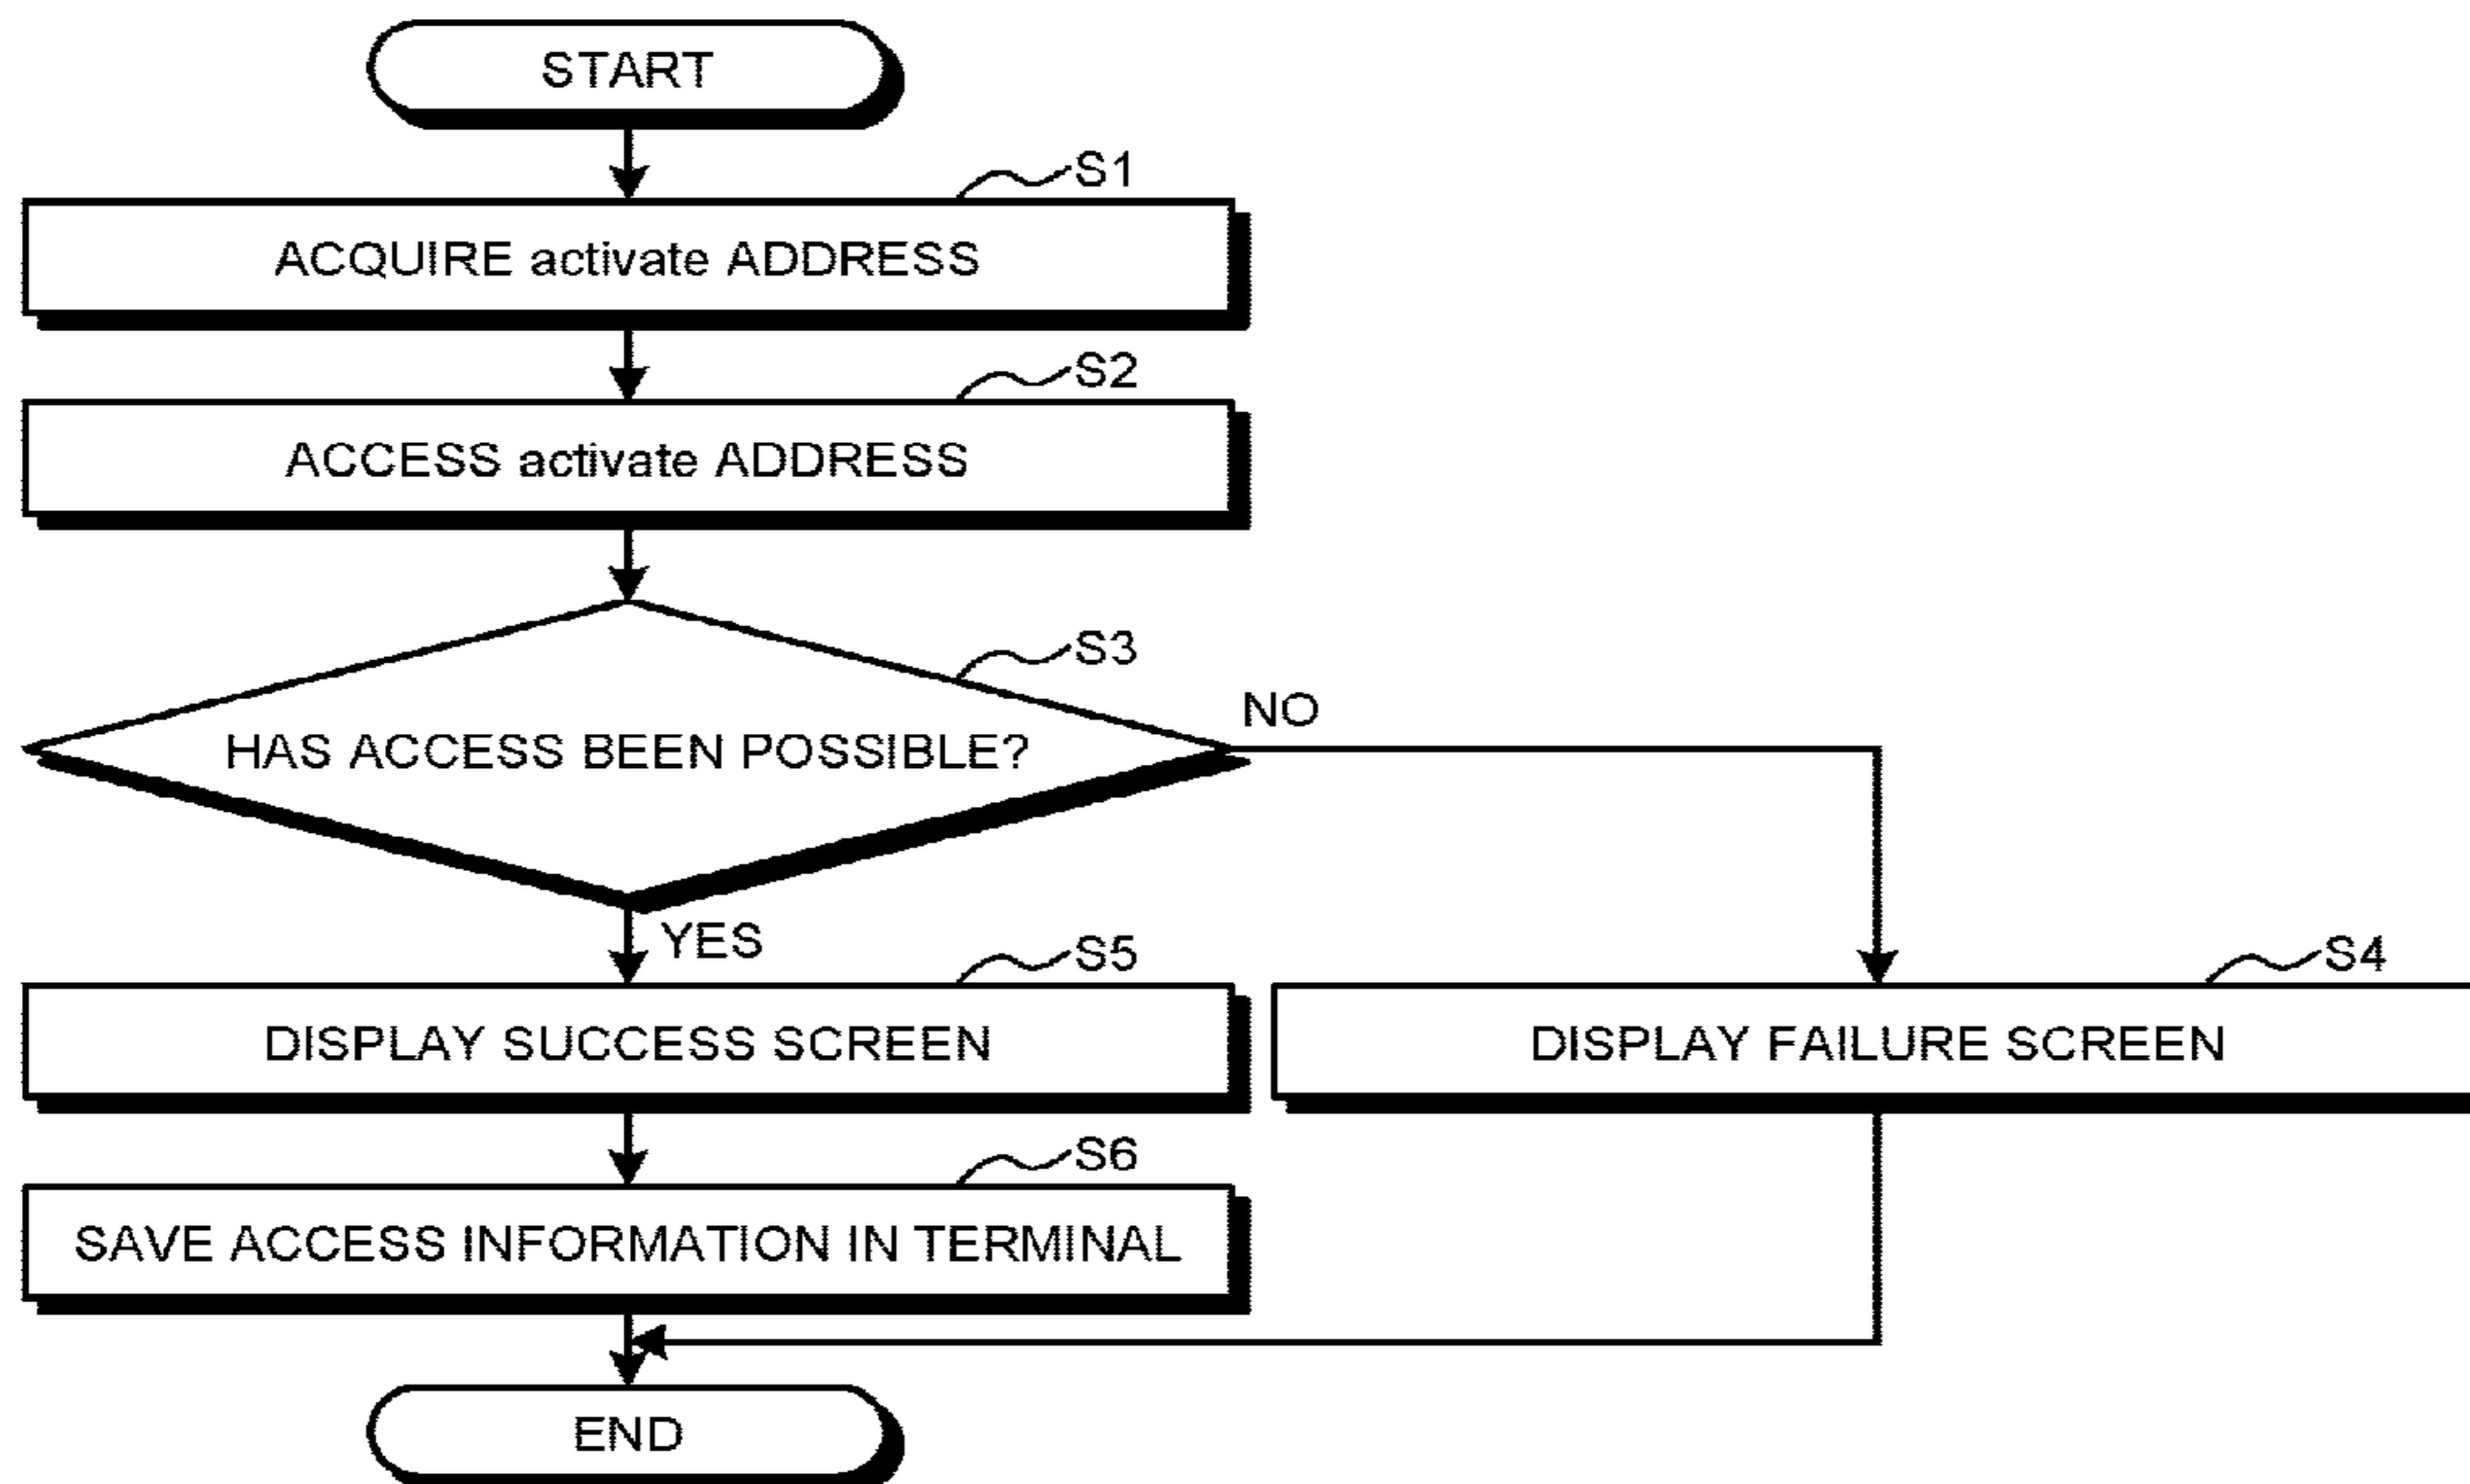 START
S1
ACQUIRE activate ADDRESS
S2
ACCESS activate ADDRESS
S3
HAS ACCESS BEEN POSSIBLE?
NO
YES
S5
DISPLAY SUCCESS SCREEN
S4
DISPLAY FAILURE SCREEN
S6
SAVE ACCESS INFORMATION IN TERMINAL
END